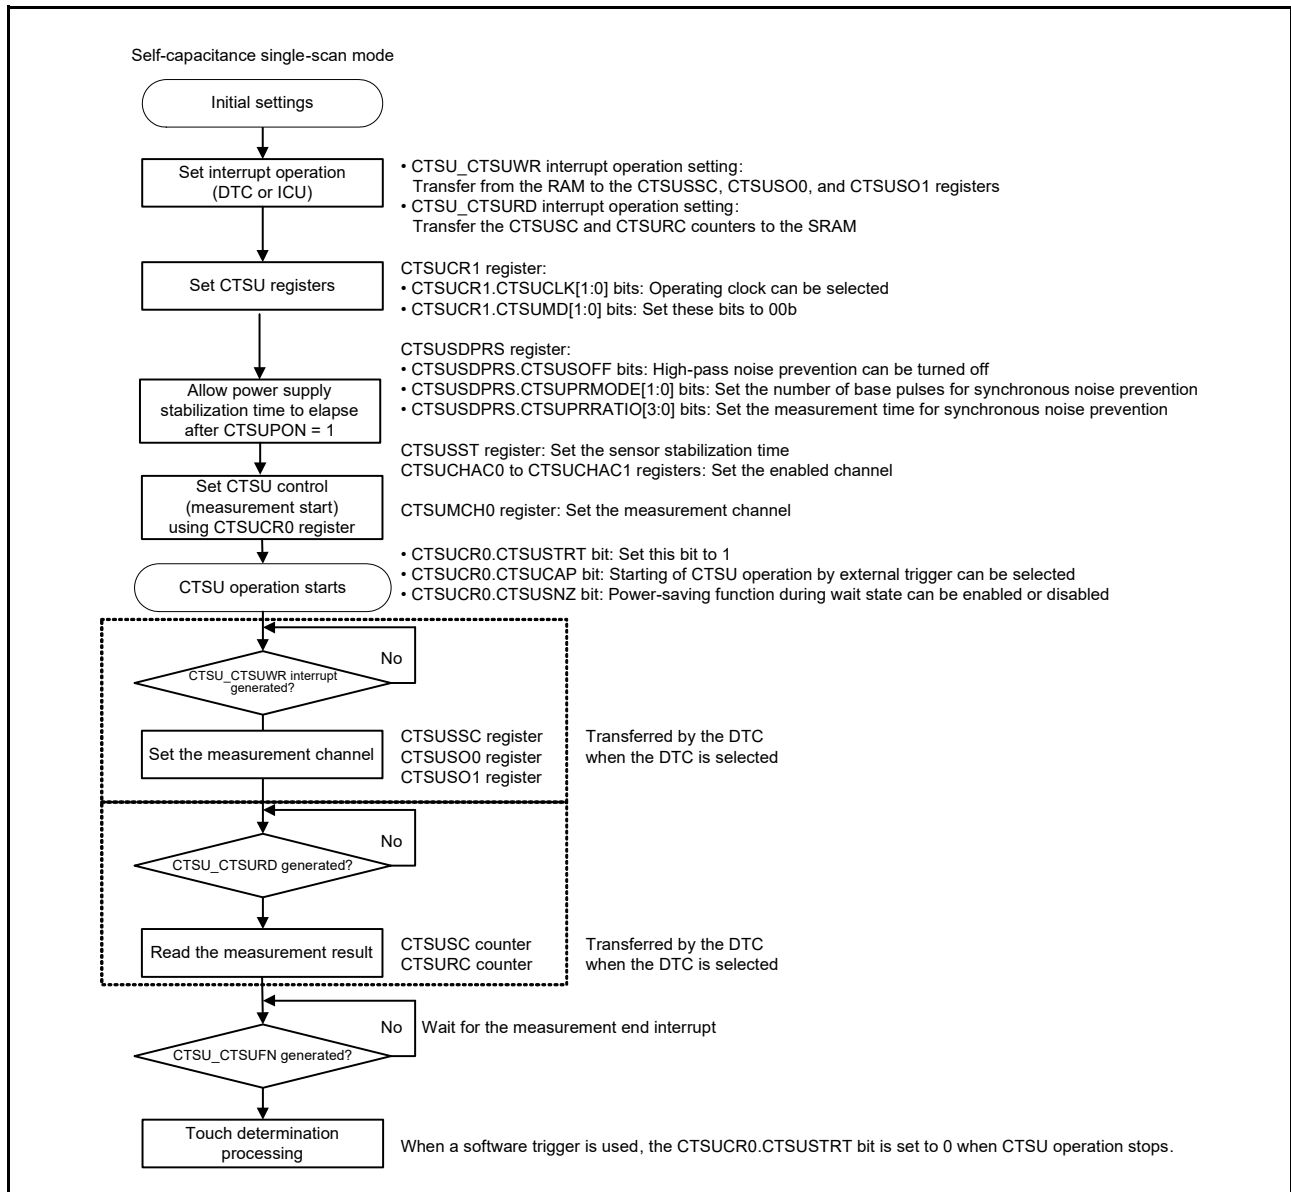 Self-capacitance single-scan mode
Initial settings
Set interrupt operation
(DTC or ICU)
• CTSU_CTSUWR interrupt operation setting:
Transfer from the RAM to the CTSUSSC, CTSUSO0, and CTSUSO1 registers
• CTSU_CTSURD interrupt operation setting:
Transfer the CTSUSC and CTSURC counters to the SRAM
Set CTSU registers
CTSUCR1 register:
• CTSUCR1.CTSUCLK[1:0] bits: Operating clock can be selected
• CTSUCR1.CTSUMD[1:0] bits: Set these bits to 00b
CTSUSDPRS register:
• CTSUSDPRS.CTSUSOFF bits: High-pass noise prevention can be turned off
• CTSUSDPRS.CTSUPRMODE[1:0] bits: Set the number of base pulses for synchronous noise prevention
• CTSUSDPRS.CTSUPRRATIO[3:0] bits: Set the measurement time for synchronous noise prevention
Allow power supply
stabilization time to elapse
after CTSUPON = 1
CTSUSST register: Set the sensor stabilization time
CTSUCHAC0 to CTSUCHAC1 registers: Set the enabled channel
Set CTSU control
(measurement start)
using CTSUCR0 register
CTSUMCH0 register: Set the measurement channel
• CTSUCR0.CTSUSTRT bit: Set this bit to 1
• CTSUCR0.CTSUCAP bit: Starting of CTSU operation by external trigger can be selected
• CTSUCR0.CTSUSNZ bit: Power-saving function during wait state can be enabled or disabled
CTSU operation starts
No
CTSU_CTSUWR interrupt
generated?
Set the measurement channel
CTSUSSC register
CTSUSO0 register
CTSUSO1 register
Transferred by the DTC
when the DTC is selected
No
CTSU_CTSURD generated?
Read the measurement result
CTSUSC counter
CTSURC counter
Transferred by the DTC
when the DTC is selected
No
Wait for the measurement end interrupt
CTSU_CTSUFN generated?
Touch determination
processing
When a software trigger is used, the CTSUCR0.CTSUSTRT bit is set to 0 when CTSU operation stops.